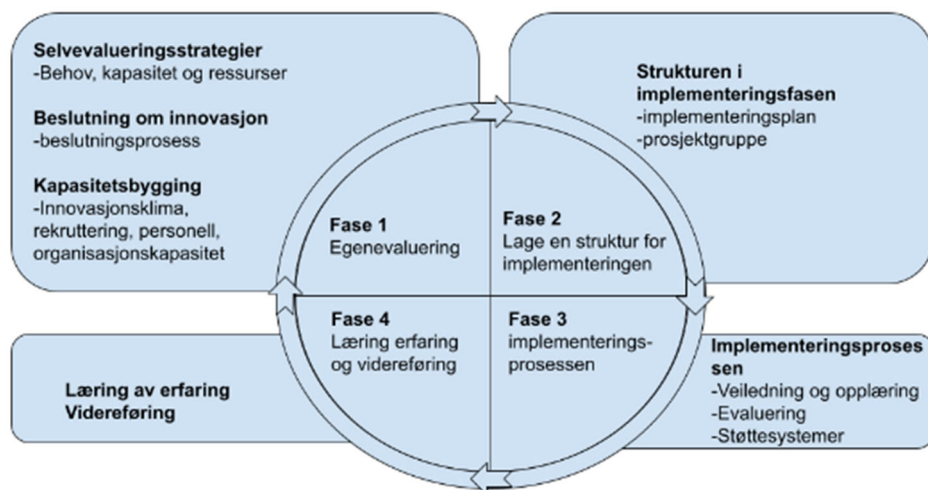 Selvevalueringsstrategier
-Behov, kapasitet og ressurser
Beslutning om innovasjon
-beslutningsprosess
Kapasitetsbygging
-Innovasjonsklima,
rekruttering, personell,
organisasjonskapasitet
Strukturen i
implementeringsfasen
-implementeringsplan
-prosjektgruppe
Fase 1
Egenevaluering
Fase 2
Lage en struktur for
implementeringen
Fase 4
Læring erfaring
og videreføring
Fase 3
implementerings-
prosessen
Læring av erfaring
Videreføring
Implementeringsproses
sen
-Veiledning og opplæring
-Evaluering
-Støttesystemer